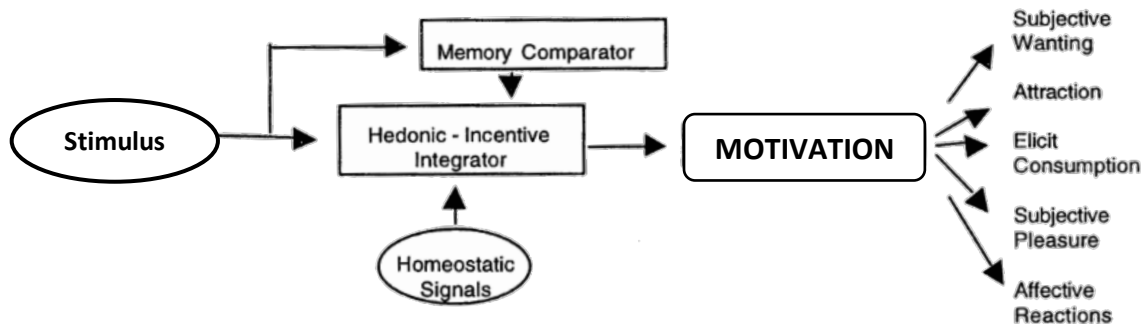 Stimulus
Memory Comparator
Hedonic - Incentive
Integrator
Homeostatic
Signals
MOTIVATION
Subjective
Wanting
Attraction
Elicit
Consumption
Subjective
Pleasure
Affective
Reactions